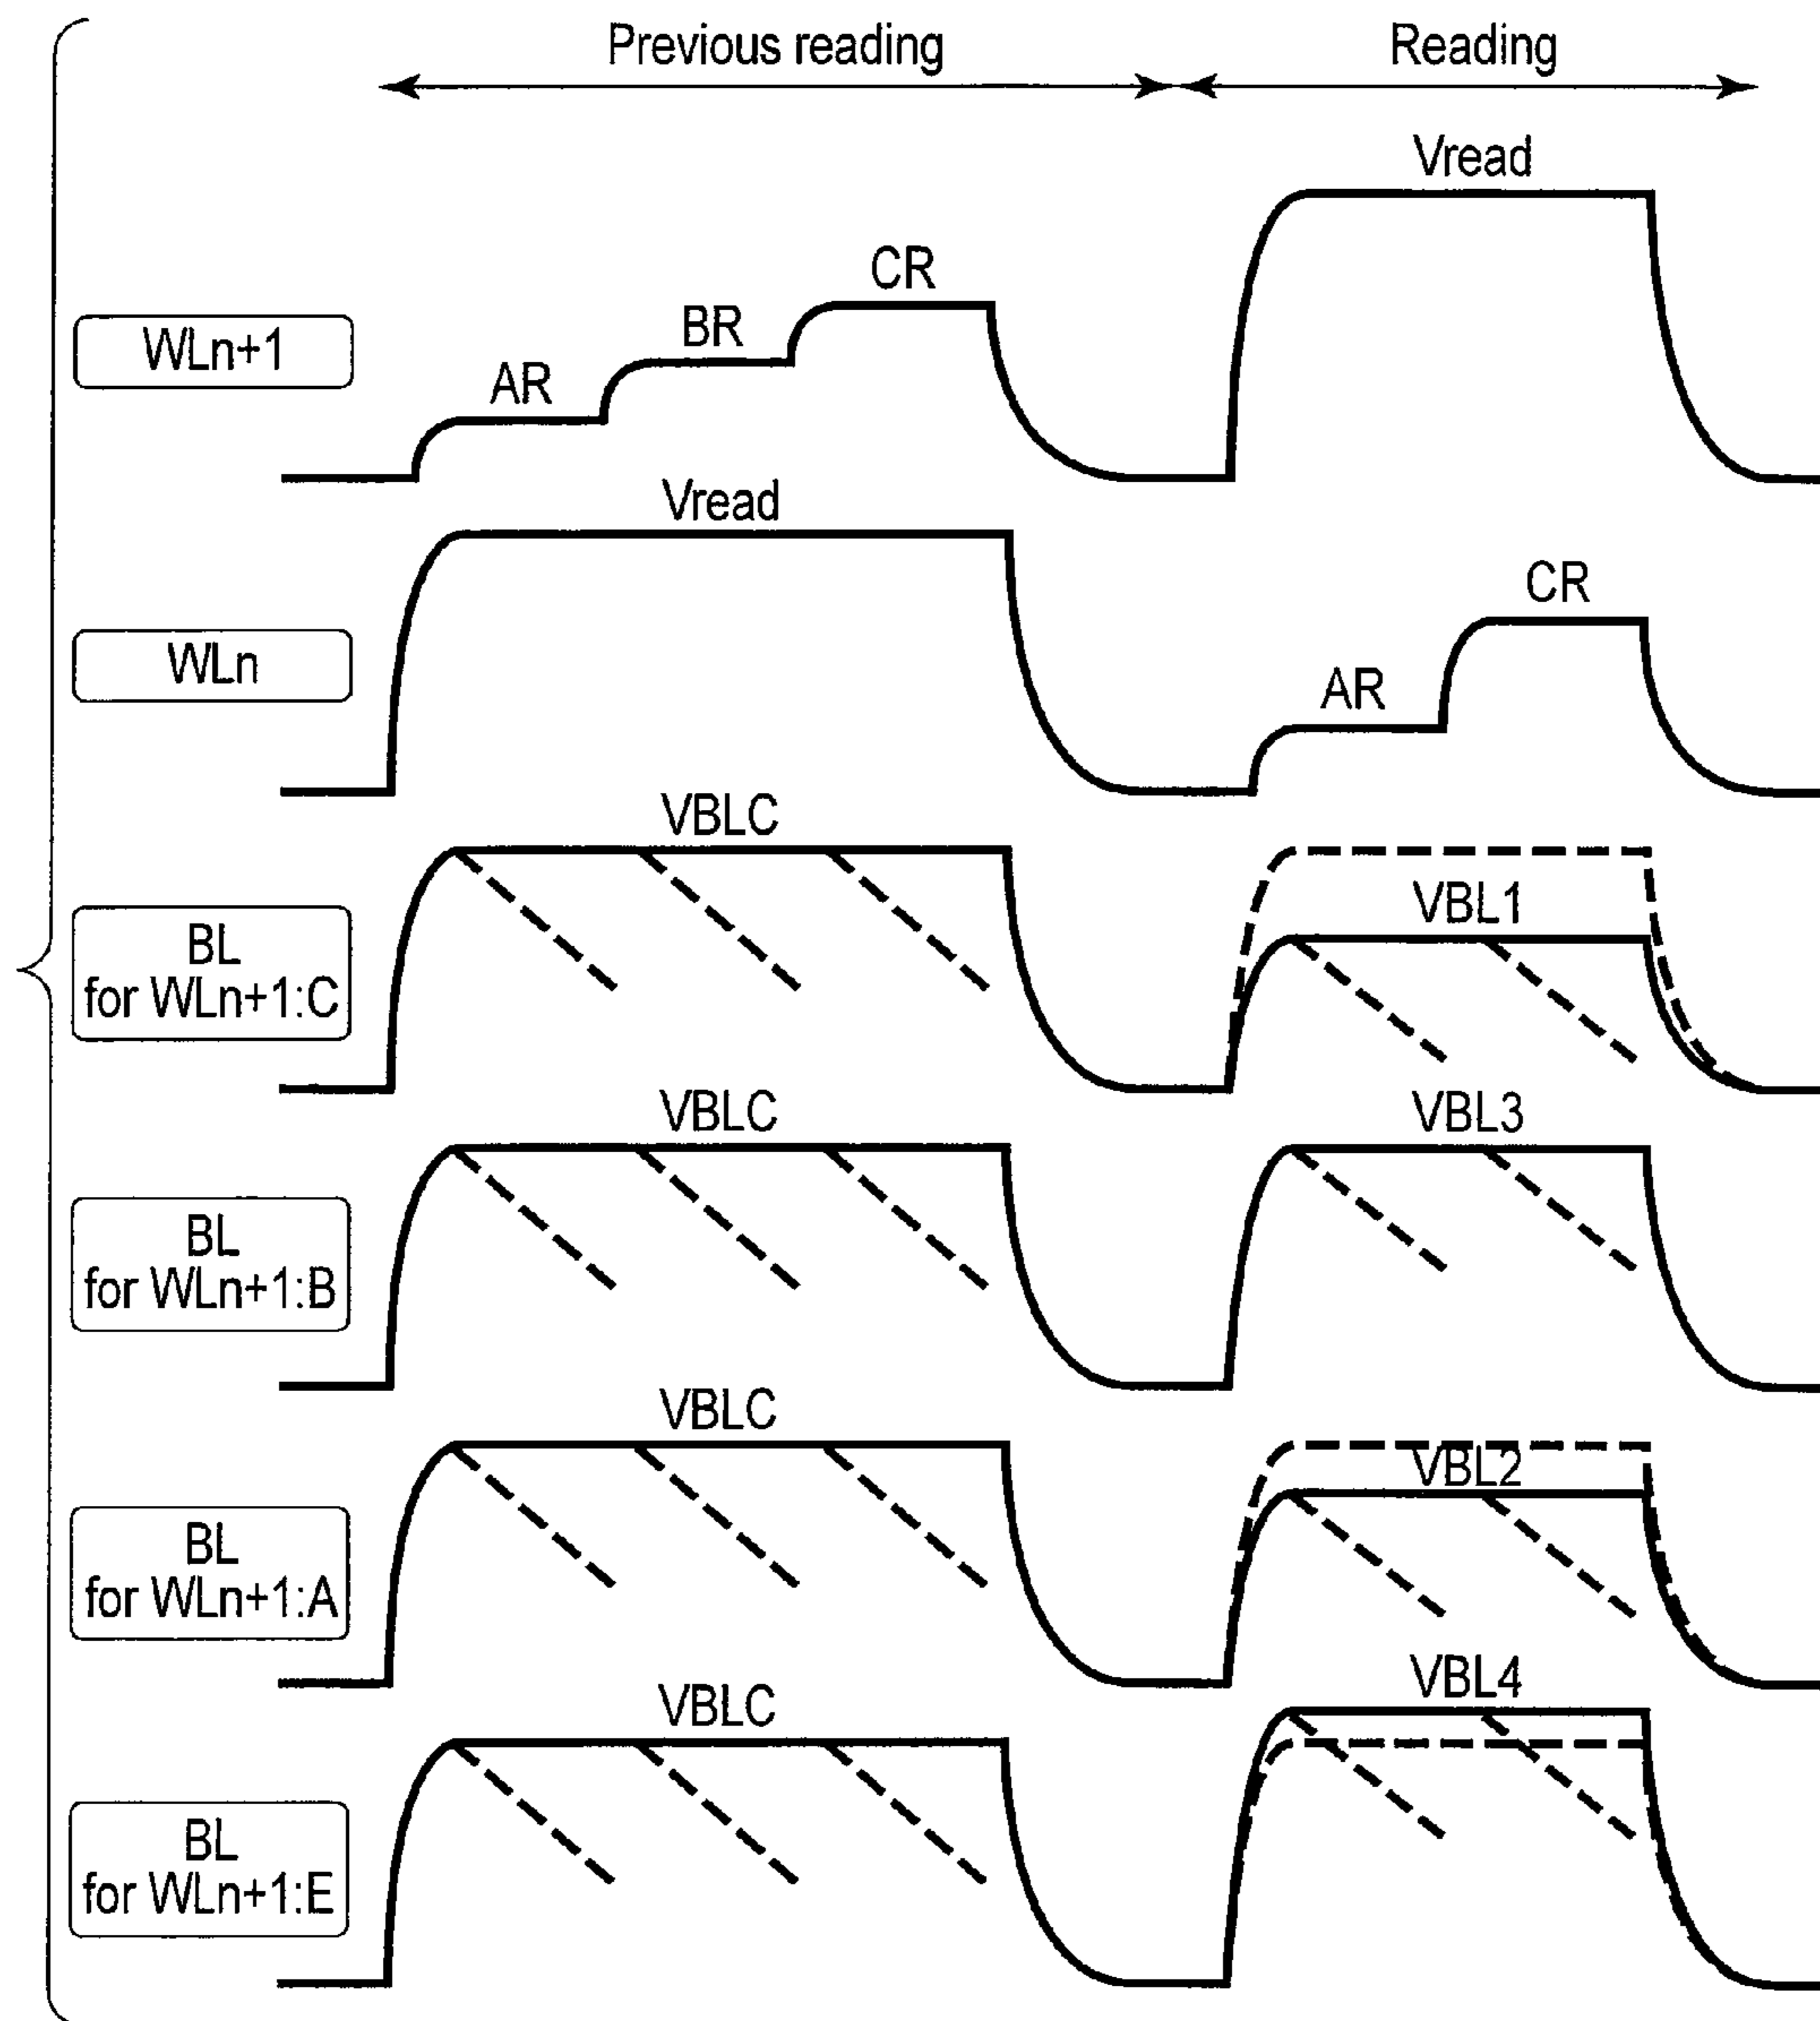 Previous reading
Reading
Vread
CR
BR
AR
WLn+1
Vread
CR
WLn
AR
VBLC
VBL1
BL
for WLn+1:C
VBLC
VBL3
BL
for WLn+1:B
VBLC
VBL2
BL
for WLn+1:A
VBLC
VBL4
BL
for WLn+1:E